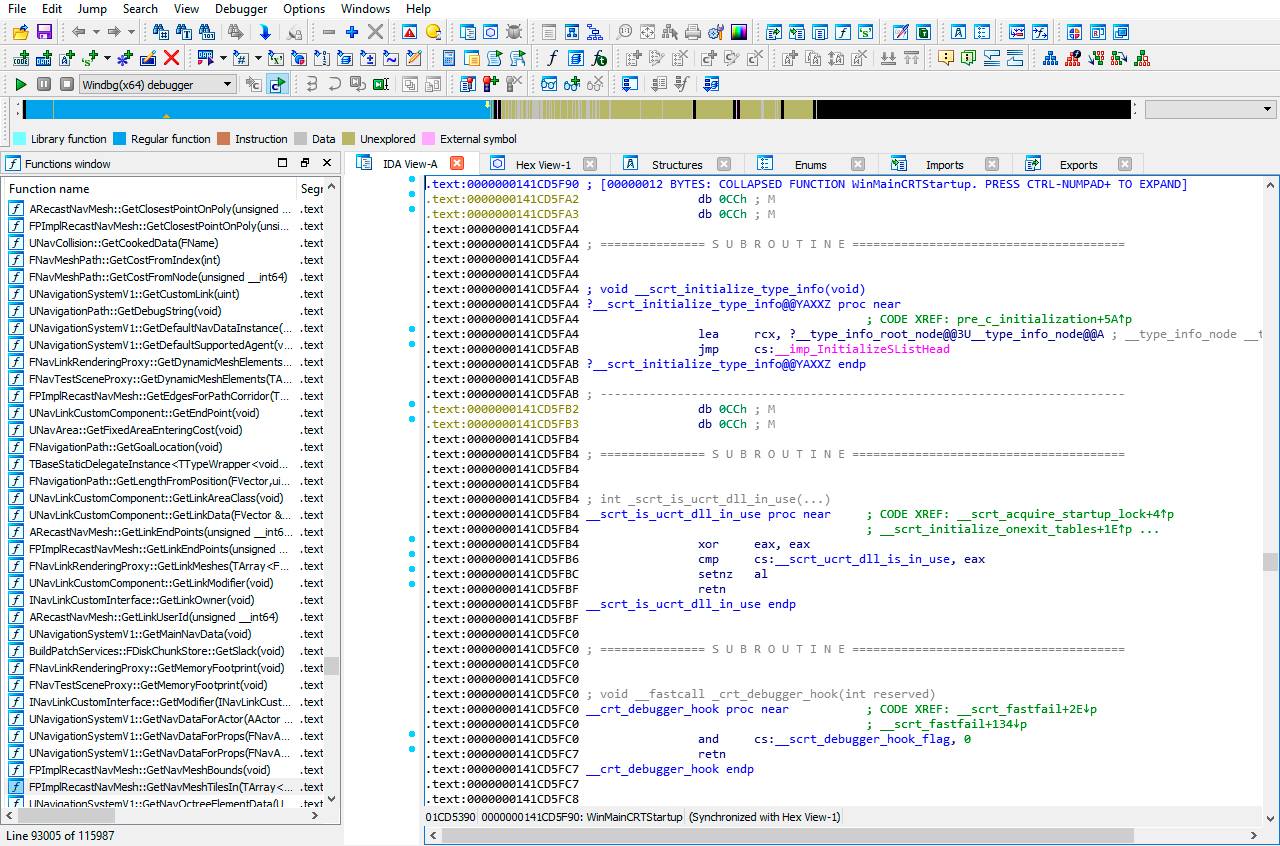 File Edit Jump Search View Debugger Options Windows Help
Windbg(x64) debugger
Library function Regular function Instruction Data Unexplored External symbol
Functions window
Function name Segr
ARecastNavMesh::GetClosestPointOnPoly(unsigned ... .text
FPImplRecastNavMesh::GetClosestPointOnPoly(unsi... .text
UNavCollision::GetCookedData(FName) .text
FNavMeshPath::GetCostFromIndex(int) .text
FNavMeshPath::GetCostFromNode(unsigned __int64) .text
UNavigationSystemV1::GetCustomLink(uint) .text
UNavigationPath::GetDebugString(void) .text
UNavigationSystemV1::GetDefaultNavDataInstance(... .text
UNavigationSystemV1::GetDefaultSupportedAgent(v... .text
FNavLinkRenderingProxy::GetDynamicMeshElements... .text
FNavTestSceneProxy::GetDynamicMeshElements(TA... .text
FPImplRecastNavMesh::GetEdgesForPathCorridor(T... .text
UNavLinkCustomComponent::GetEndPoint(void) .text
UNavArea::GetFixedAreaEnteringCost(void) .text
FNavigationPath::GetGoalLocation(void) .text
TBaseStaticDelegateInstance<TTypeWrapper<void... .text
FNavigationPath::GetLengthFromPosition(FVector,ui... .text
UNavLinkCustomComponent::GetLinkAreaClass(void) .text
UNavLinkCustomComponent::GetLinkData(FVector &... .text
ARecastNavMesh::GetLinkEndPoints(unsigned __int6... .text
FPImplRecastNavMesh::GetLinkEndPoints(unsigned ... .text
FNavLinkRenderingProxy::GetLinkMeshes(TArray<F... .text
UNavLinkCustomComponent::GetLinkModifier(void) .text
INavLinkCustomInterface::GetLinkOwner(void) .text
ARecastNavMesh::GetLinkUserId(unsigned __int64) .text
UNavigationSystemV1::GetMainNavData(void) .text
BuildPatchServices::FDiskChunkStore::GetSlack(void) .text
FNavLinkRenderingProxy::GetMemoryFootprint(void) .text
FNavTestSceneProxy::GetMemoryFootprint(void) .text
INavLinkCustomInterface::GetModifier(INavLinkCust... .text
UNavigationSystemV1::GetNavDataForActor(AActor ... .text
UNavigationSystemV1::GetNavDataForProps(FNavA... .text
UNavigationSystemV1::GetNavDataForProps(FNavA... .text
FPImplRecastNavMesh::GetNavMeshBounds(void) .text
FPImplRecastNavMesh::GetNavMeshTilesIn(TArray<... .text
UNavigationSystemV1::GetNavOctreeElementData(U... .text
Line 93005 of 115987
IDA View-A Hex View-1 Structures Enums Imports Exports
.text:0000000141CD5F90 ; [00000012 BYTES: COLLAPSED FUNCTION WinMainCRTStartup. PRESS CTRL-NUMPAD+ TO EXPAND]
.text:0000000141CD5FA2 db 0CCh ; M
.text:0000000141CD5FA3 db 0CCh ; M
.text:0000000141CD5FA4
.text:0000000141CD5FA4 ; =============== S U B R O U T I N E =======================================
.text:0000000141CD5FA4
.text:0000000141CD5FA4
.text:0000000141CD5FA4 ; void __scrt_initialize_type_info(void)
.text:0000000141CD5FA4 ?__scrt_initialize_type_info@@YAXXZ proc near
.text:0000000141CD5FA4 ; CODE XREF: pre_c_initialization+5A↑p
.text:0000000141CD5FA4 lea rcx, ?__type_info_root_node@@3U__type_info_node@@A ; __type_info_node __t
.text:0000000141CD5FAB jmp cs:__imp_InitializeSListHead
.text:0000000141CD5FAB ?__scrt_initialize_type_info@@YAXXZ endp
.text:0000000141CD5FAB
.text:0000000141CD5FAB ; ---------------------------------------------------------------------------
.text:0000000141CD5FB2 db 0CCh ; M
.text:0000000141CD5FB3 db 0CCh ; M
.text:0000000141CD5FB4
.text:0000000141CD5FB4 ; =============== S U B R O U T I N E =======================================
.text:0000000141CD5FB4
.text:0000000141CD5FB4
.text:0000000141CD5FB4 ; int _scrt_is_ucrt_dll_in_use(...)
.text:0000000141CD5FB4 __scrt_is_ucrt_dll_in_use proc near ; CODE XREF: __scrt_acquire_startup_lock+4↑p
.text:0000000141CD5FB4 ; __scrt_initialize_onexit_tables+1E↑p ...
.text:0000000141CD5FB4 xor eax, eax
.text:0000000141CD5FB6 cmp cs:__scrt_ucrt_dll_is_in_use, eax
.text:0000000141CD5FBC setnz al
.text:0000000141CD5FBF retn
.text:0000000141CD5FBF __scrt_is_ucrt_dll_in_use endp
.text:0000000141CD5FBF
.text:0000000141CD5FC0
.text:0000000141CD5FC0 ; =============== S U B R O U T I N E =======================================
.text:0000000141CD5FC0
.text:0000000141CD5FC0
.text:0000000141CD5FC0 ; void __fastcall _crt_debugger_hook(int reserved)
.text:0000000141CD5FC0 __crt_debugger_hook proc near ; CODE XREF: __scrt_fastfail+2E↓p
.text:0000000141CD5FC0 ; __scrt_fastfail+134↓p
.text:0000000141CD5FC0 and cs:__scrt_debugger_hook_flag, 0
.text:0000000141CD5FC7 retn
.text:0000000141CD5FC7 __crt_debugger_hook endp
.text:0000000141CD5FC7
.text:0000000141CD5FC8
01CD5390 0000000141CD5F90: WinMainCRTStartup (Synchronized with Hex View-1)